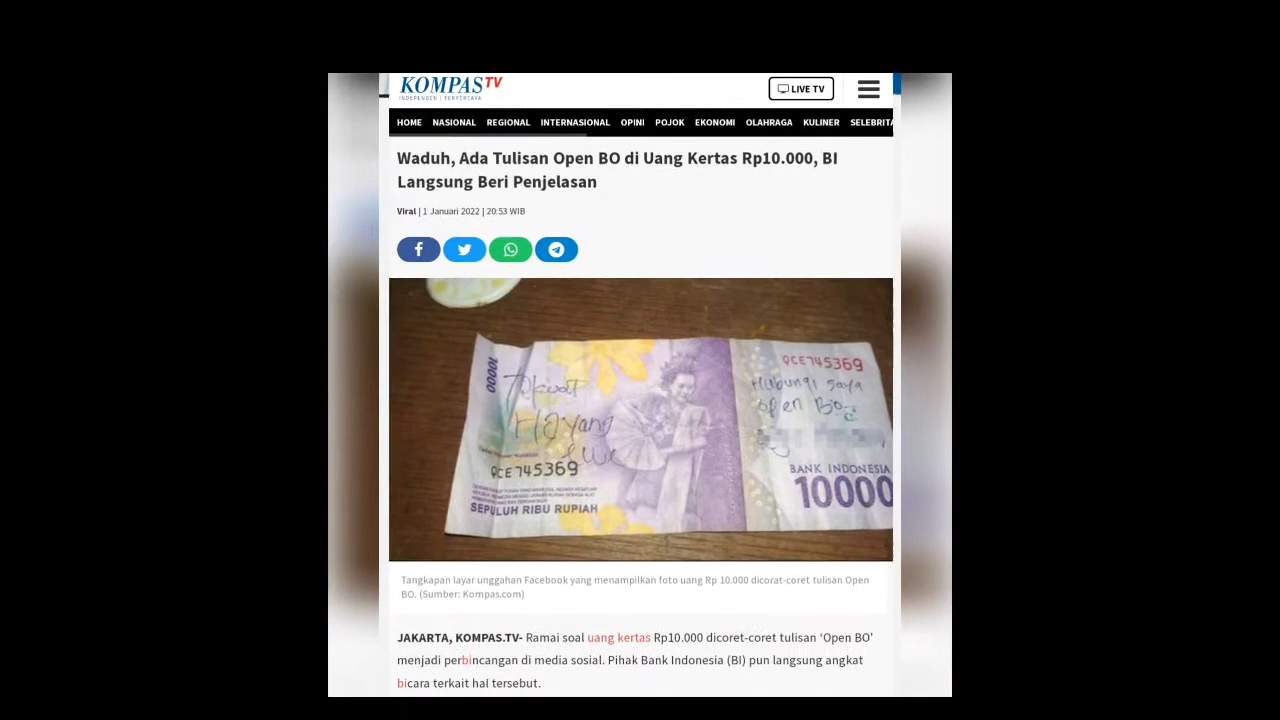 KOMPAS TV
INDEPENDEN | TERPERCAYA
LIVE TV
HOME NASIONAL REGIONAL INTERNASIONAL OPINI POJOK EKONOMI OLAHRAGA KULINER SELEBRITA
Waduh, Ada Tulisan Open BO di Uang Kertas Rp10.000, BI
Langsung Beri Penjelasan
Viral | 1 Januari 2022 | 20:53 WIB
10000
QCE745369
Hubungi saya
open Bo
Hayang
QCE745369
SEPULUH RIBU RUPIAH
BANK INDONESIA
10000
Tangkapan layar unggahan Facebook yang menampilkan foto uang Rp 10.000 dicorat-coret tulisan Open
BO. (Sumber: Kompas.com)
JAKARTA, KOMPAS.TV- Ramai soal uang kertas Rp10.000 dicoret-coret tulisan ‘Open BO’
menjadi perbincangan di media sosial. Pihak Bank Indonesia (BI) pun langsung angkat
bicara terkait hal tersebut.